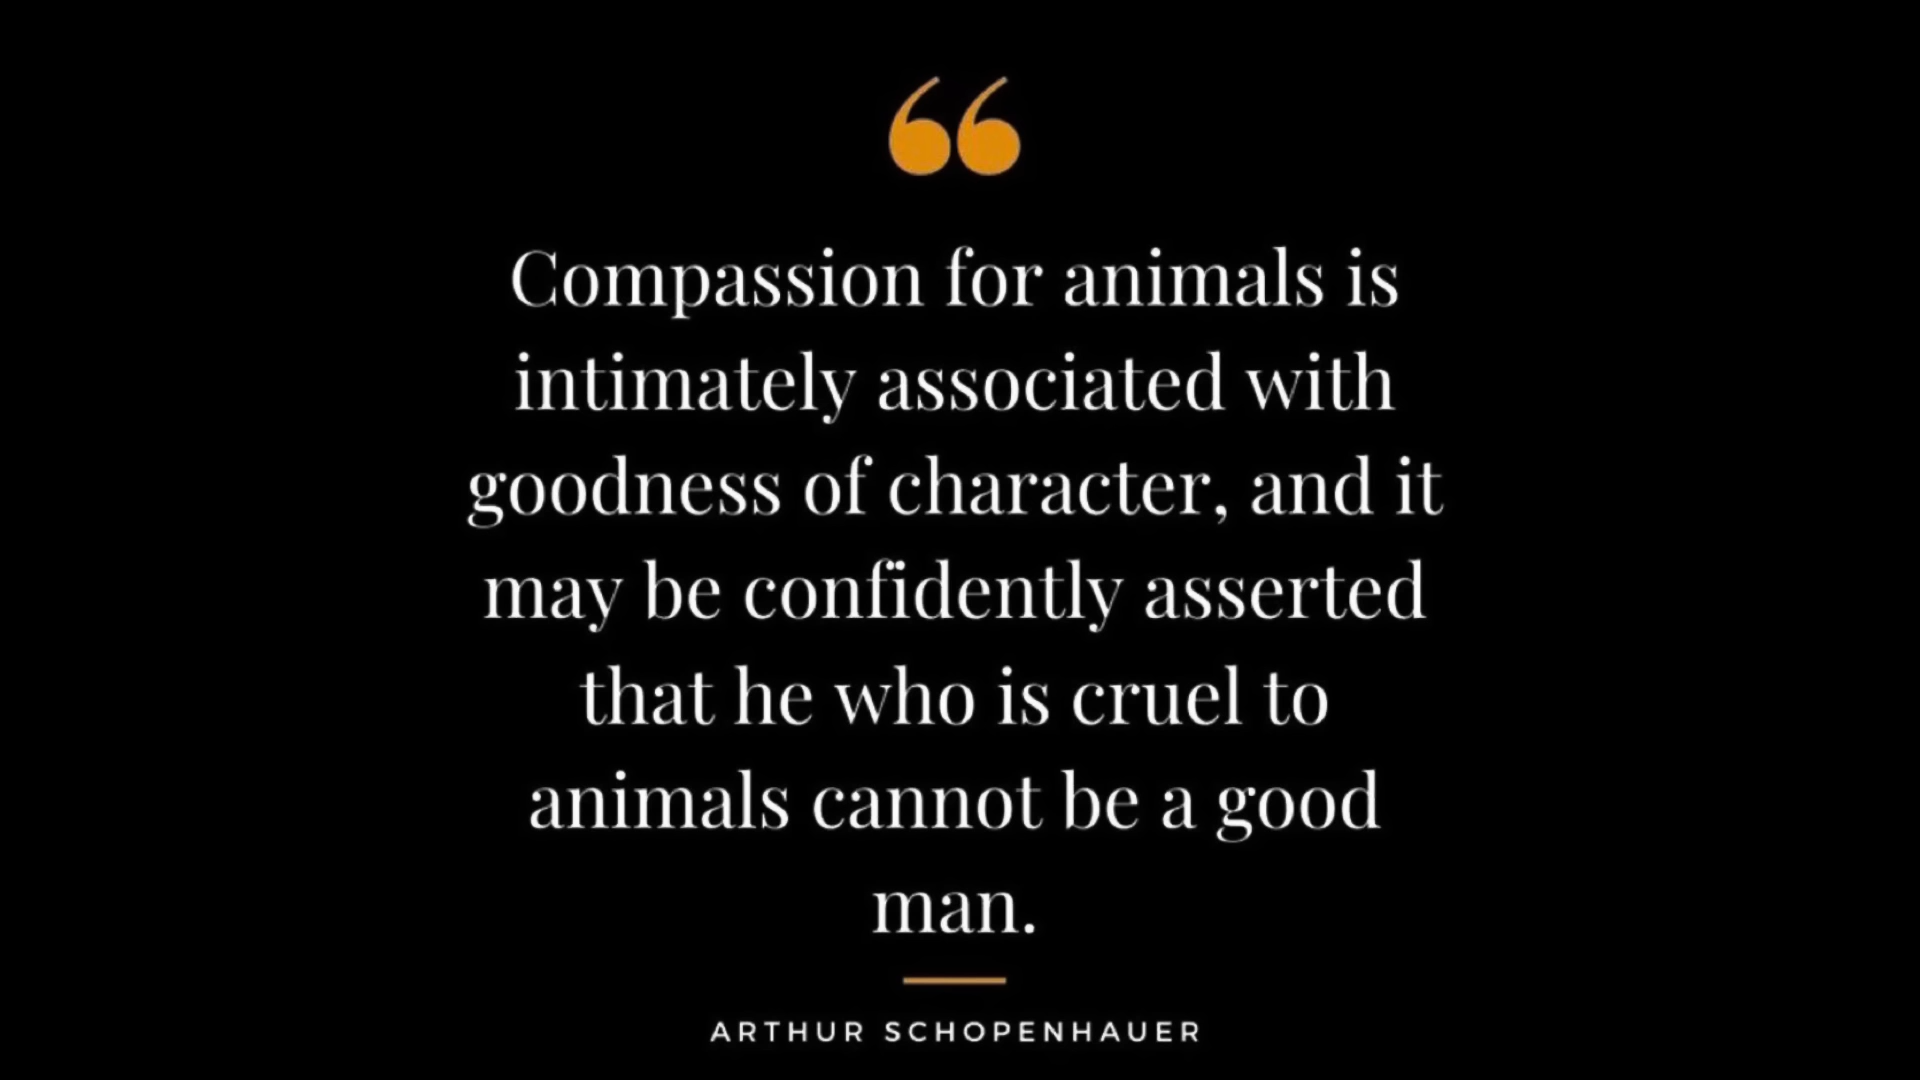 “
Compassion for animals is
intimately associated with
goodness of character, and it
may be confidently asserted
that he who is cruel to
animals cannot be a good
man.
ARTHUR SCHOPENHAUER